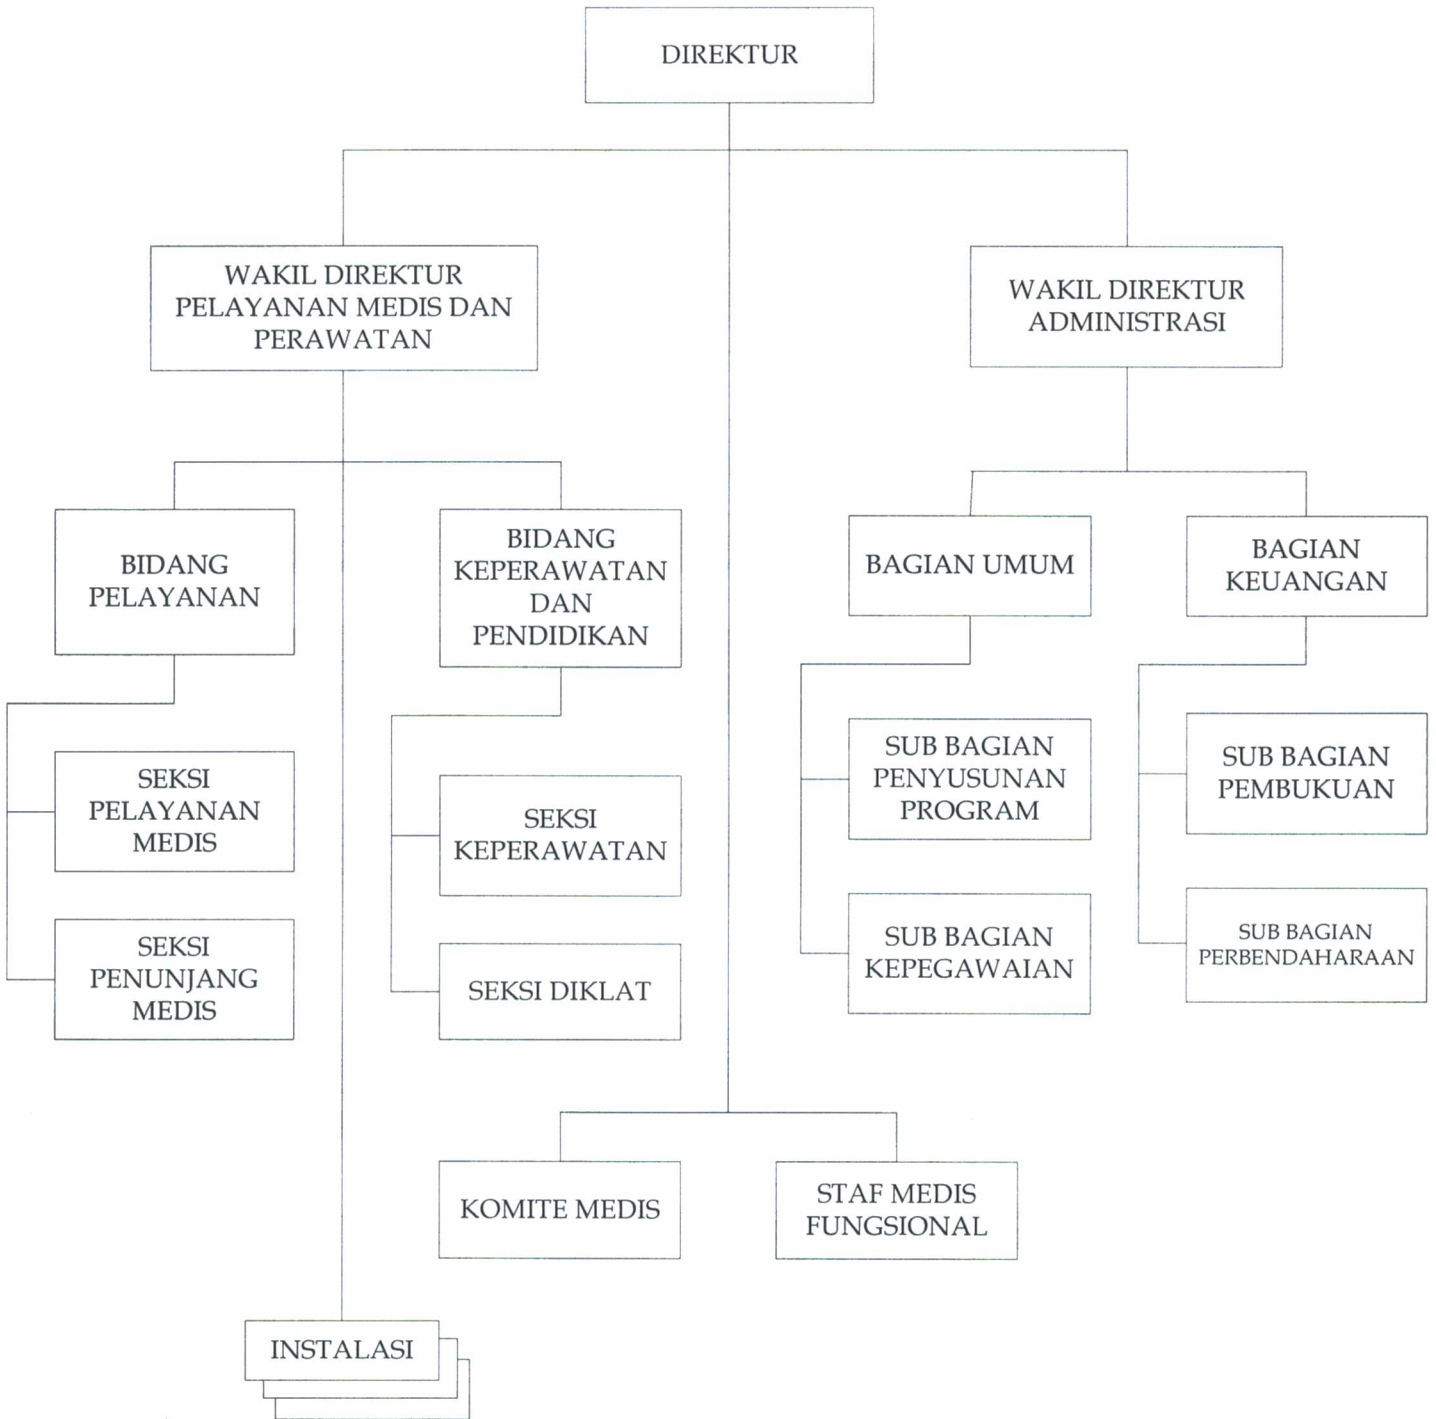 DIREKTUR
WAKIL DIREKTUR
PELAYANAN MEDIS DAN
PERAWATAN
WAKIL DIREKTUR
ADMINISTRASI
BIDANG
PELAYANAN
BIDANG
KEPERAWATAN
DAN
PENDIDIKAN
BAGIAN UMUM
BAGIAN
KEUANGAN
SEKSI
PELAYANAN
MEDIS
SEKSI
KEPERAWATAN
SUB BAGIAN
PENYUSUNAN
PROGRAM
SUB BAGIAN
PEMBUKUAN
SEKSI
PENUNJANG
MEDIS
SEKSI DIKLAT
SUB BAGIAN
KEPEGAWAIAN
SUB BAGIAN
PERBENDAHARAAN
KOMITE MEDIS
STAF MEDIS
FUNGSIONAL
INSTALASI